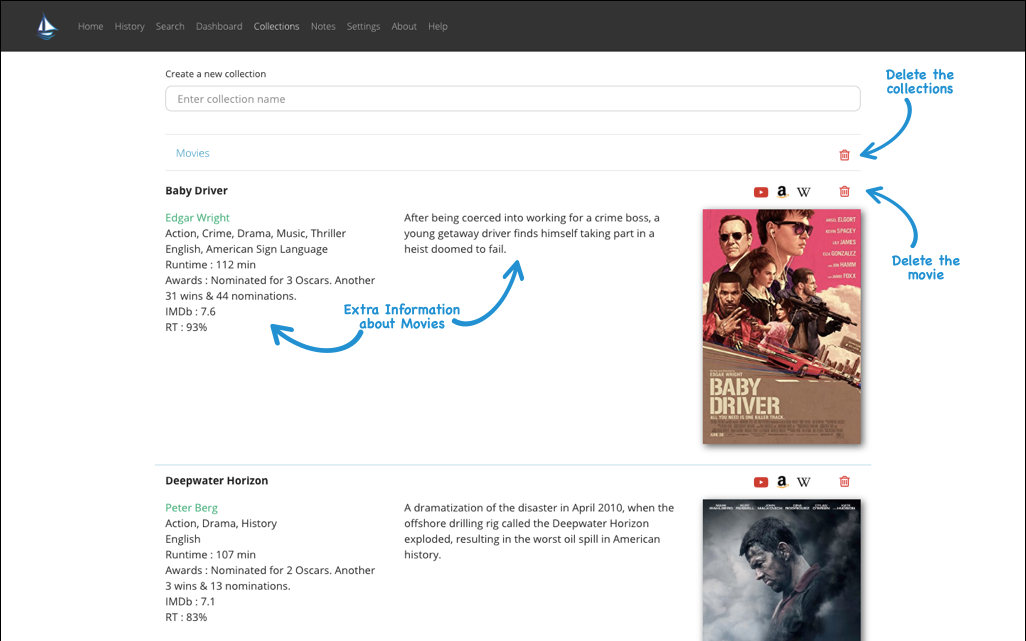 Home History Search Dashboard Collections Notes Settings About Help
Create a new collection
Enter collection name
Delete the
collections
Movies
Baby Driver
a W
Edgar Wright
Action, Crime, Drama, Music, Thriller
English, American Sign Language
Runtime : 112 min
Awards : Nominated for 3 Oscars. Another
31 wins & 44 nominations.
IMDb : 7.6
RT : 93%
After being coerced into working for a crime boss, a
young getaway driver finds himself taking part in a
heist doomed to fail.
Extra Information
about Movies
Delete the
movie
ANSEL ELGORT
KEVIN SPACEY
LILY JAMES
EIZA GONZALEZ
JON HAMM
JAMIE FOXX
EDGAR WRIGHT
BABY
DRIVER
ALL YOU NEED IS ONE KILLER TRACK.
JUNE 28
Deepwater Horizon
a W
Peter Berg
Action, Drama, History
English
Runtime : 107 min
Awards : Nominated for 2 Oscars. Another
3 wins & 13 nominations.
IMDb : 7.1
RT : 83%
A dramatization of the disaster in April 2010, when the
offshore drilling rig called the Deepwater Horizon
exploded, resulting in the worst oil spill in American
history.